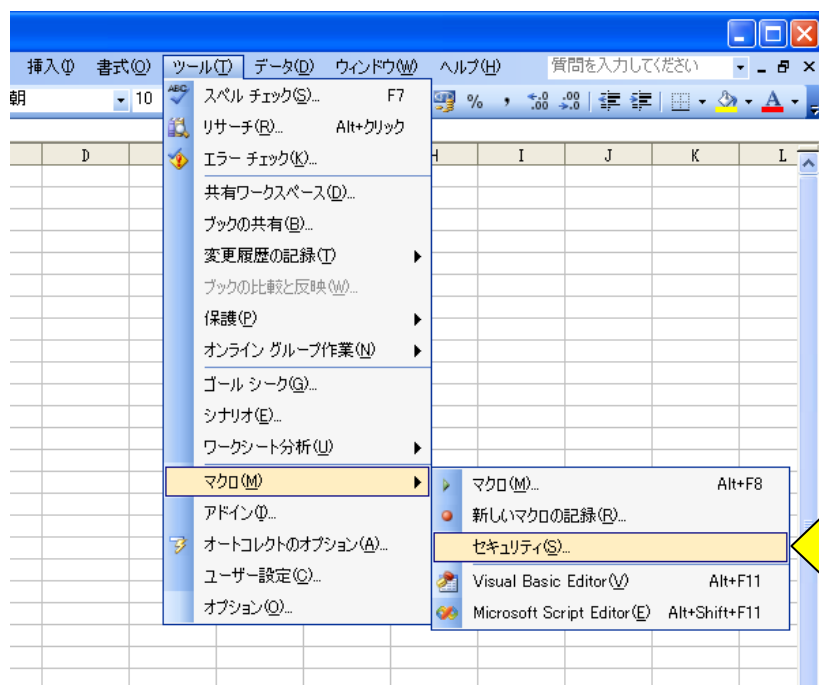 挿入(I) 書式(O) ツール(T) データ(D) ウィンドウ(W) ヘルプ(H) 質問を入力してください
朝 10 % , .00 .00 A
D H I J K L
スペル チェック(S)... F7
リサーチ(R)... Alt+クリック
エラー チェック(K)...
共有ワークスペース(D)...
ブックの共有(B)...
変更履歴の記録(T)
ブックの比較と反映(W)...
保護(P)
オンライン グループ作業(N)
ゴール シーク(G)...
シナリオ(E)...
ワークシート分析(U)
マクロ(M)
アドイン(I)...
オートコレクトのオプション(A)...
ユーザー設定(C)...
オプション(O)...
マクロ(M)... Alt+F8
新しいマクロの記録(R)...
セキュリティ(S)...
Visual Basic Editor(V) Alt+F11
Microsoft Script Editor(E) Alt+Shift+F11